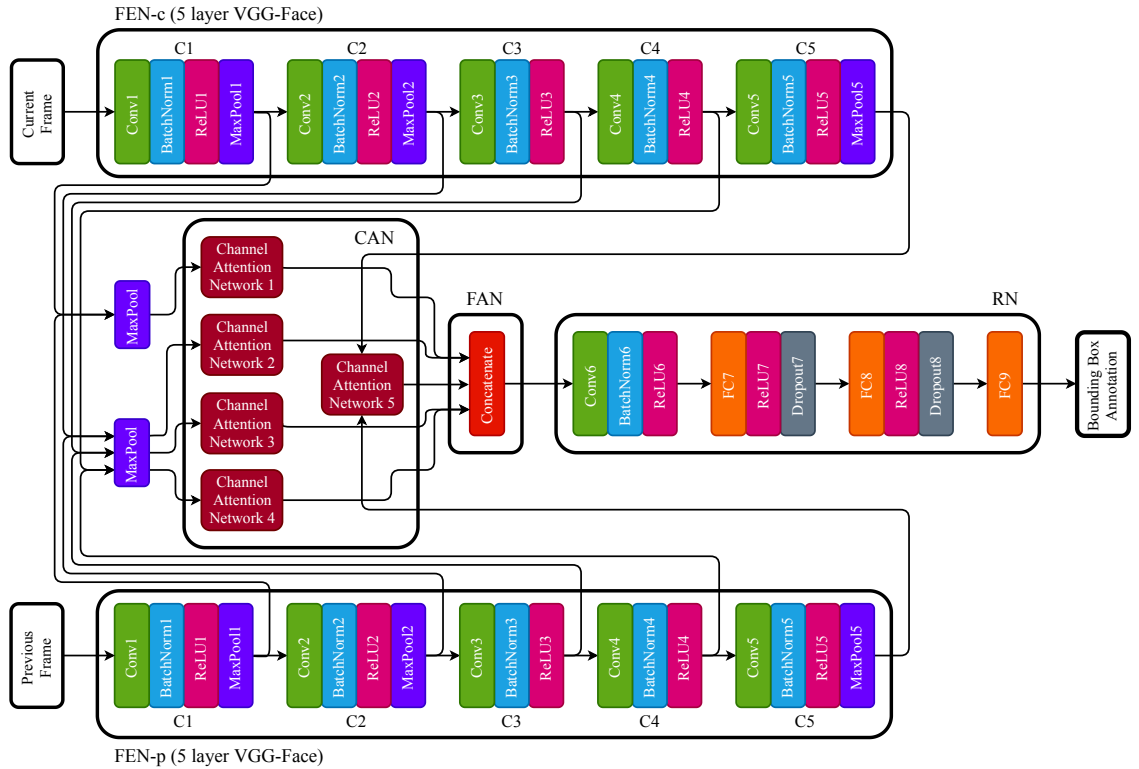 FEN-c (5 layer VGG-Face)
C1
C2
C3
C4
C5
Current
Frame
Conv1
BatchNorm1
ReLU1
MaxPool1
Conv2
BatchNorm2
ReLU2
MaxPool2
Conv3
BatchNorm3
ReLU3
Conv4
BatchNorm4
ReLU4
Conv5
BatchNorm5
ReLU5
MaxPool5
CAN
Channel
Attention
Network 1
MaxPool
Channel
Attention
Network 2
Channel
Attention
Network 5
Channel
Attention
Network 3
MaxPool
Channel
Attention
Network 4
FAN
Concatenate
RN
Conv6
BatchNorm6
ReLU6
FC7
ReLU7
Dropout7
FC8
ReLU8
Dropout8
FC9
Bounding Box
Annotation
Previous
Frame
Conv1
BatchNorm1
ReLU1
MaxPool1
Conv2
BatchNorm2
ReLU2
MaxPool2
Conv3
BatchNorm3
ReLU3
Conv4
BatchNorm4
ReLU4
Conv5
BatchNorm5
ReLU5
MaxPool5
C1
C2
C3
C4
C5
FEN-p (5 layer VGG-Face)